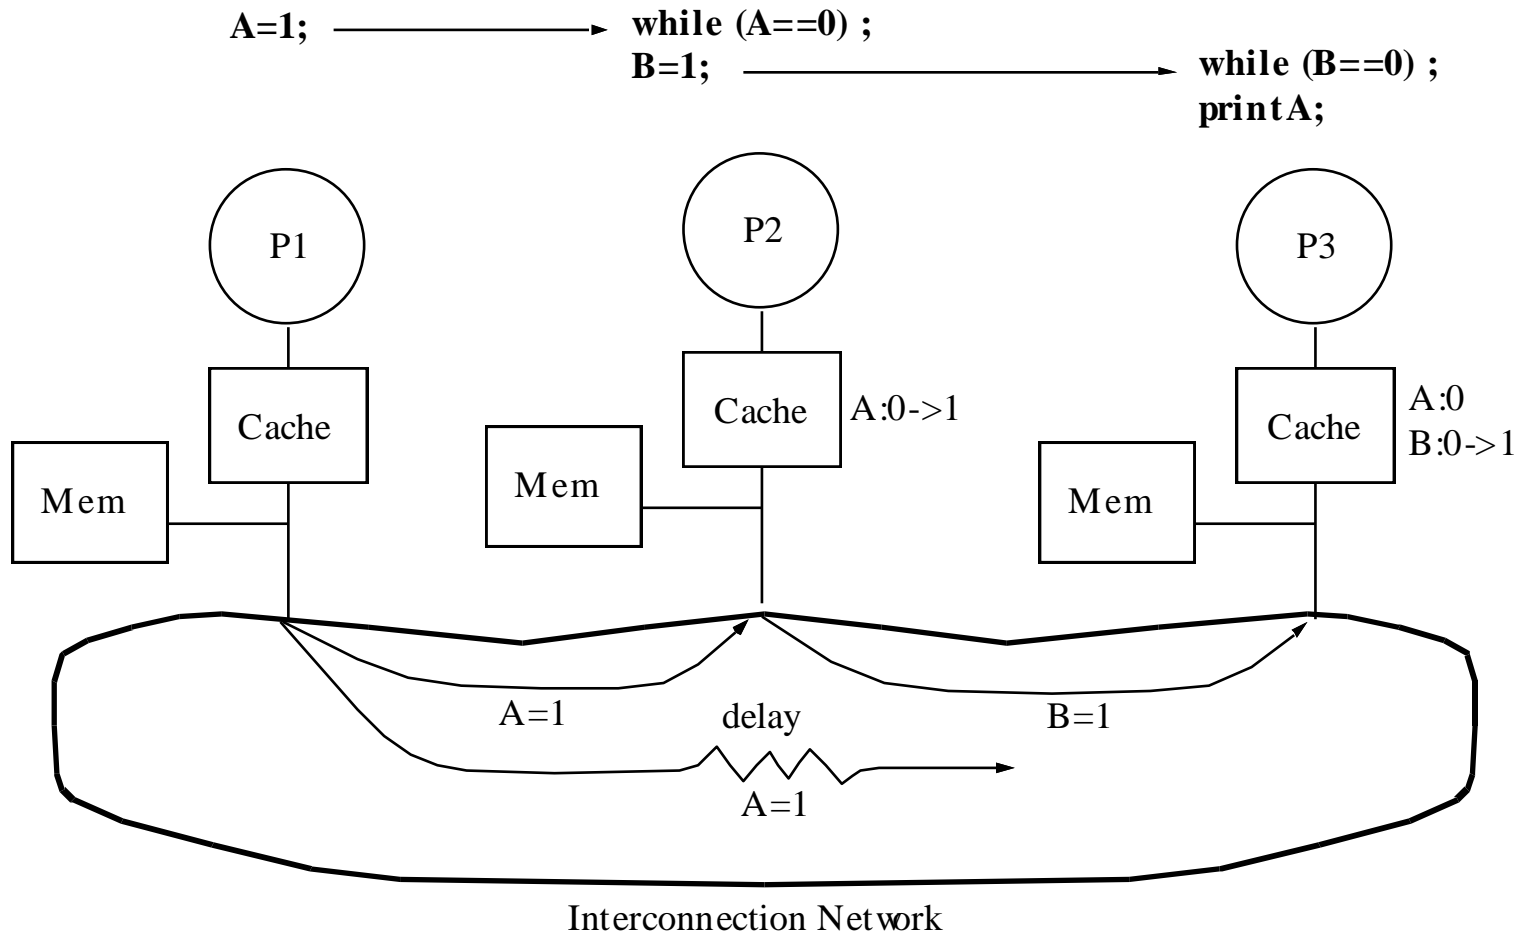 A=1;
while (A==0) ;
B=1;
while (B==0) ;
print A;
P1
P2
P3
Cache
Cache
A:0->1
Cache
A:0
B:0->1
Mem
Mem
Mem
A=1
delay
B=1
A=1
Interconnection Network